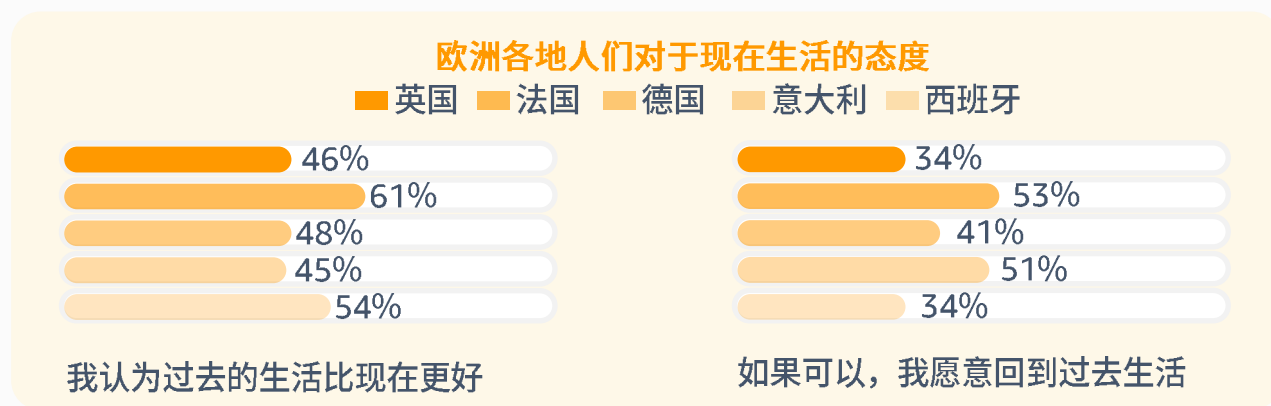 欧洲各地人们对于现在生活的态度
英国 法国 德国 意大利 西班牙
46%
61%
48%
45%
54%
我认为过去的生活比现在更好
34%
53%
41%
51%
34%
如果可以，我愿意回到过去生活